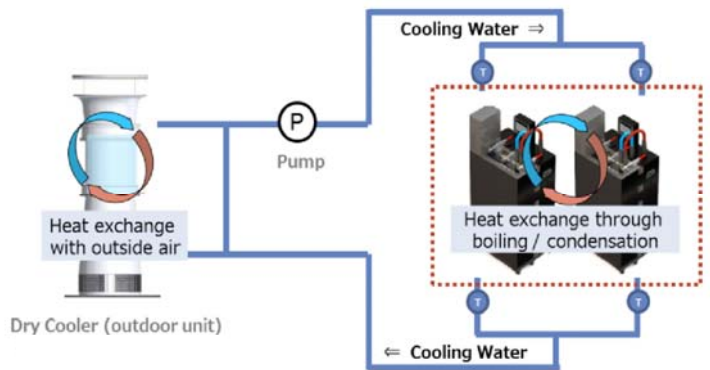 Cooling Water ⇒
T
T
P
Pump
Heat exchange
with outside air
Heat exchange through
boiling / condensation
T
T
Dry Cooler (outdoor unit)
⇐ Cooling Water